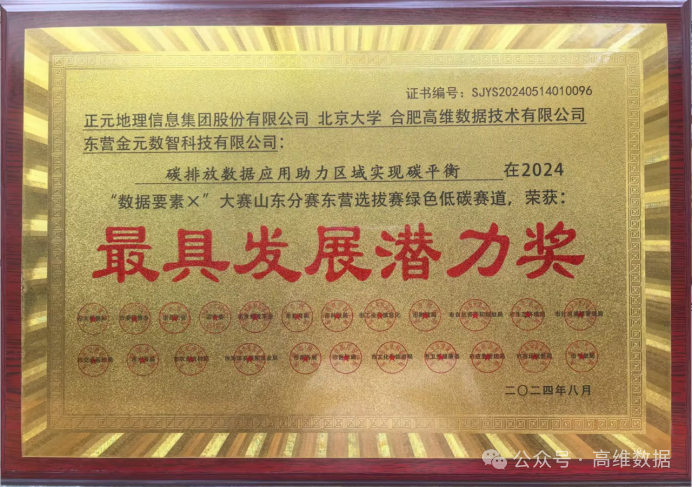 证书编号：SJYS20240514010096
正元地理信息集团股份有限公司 北京大学 合肥高维数据技术有限公司
东营金元数智科技有限公司：
碳排放数据应用助力区域实现碳平衡 在2024
“数据要素×”大赛山东分赛东营选拔赛绿色低碳赛道，荣获：
最具发展潜力奖
二〇二四年八月
公众号·高维数据